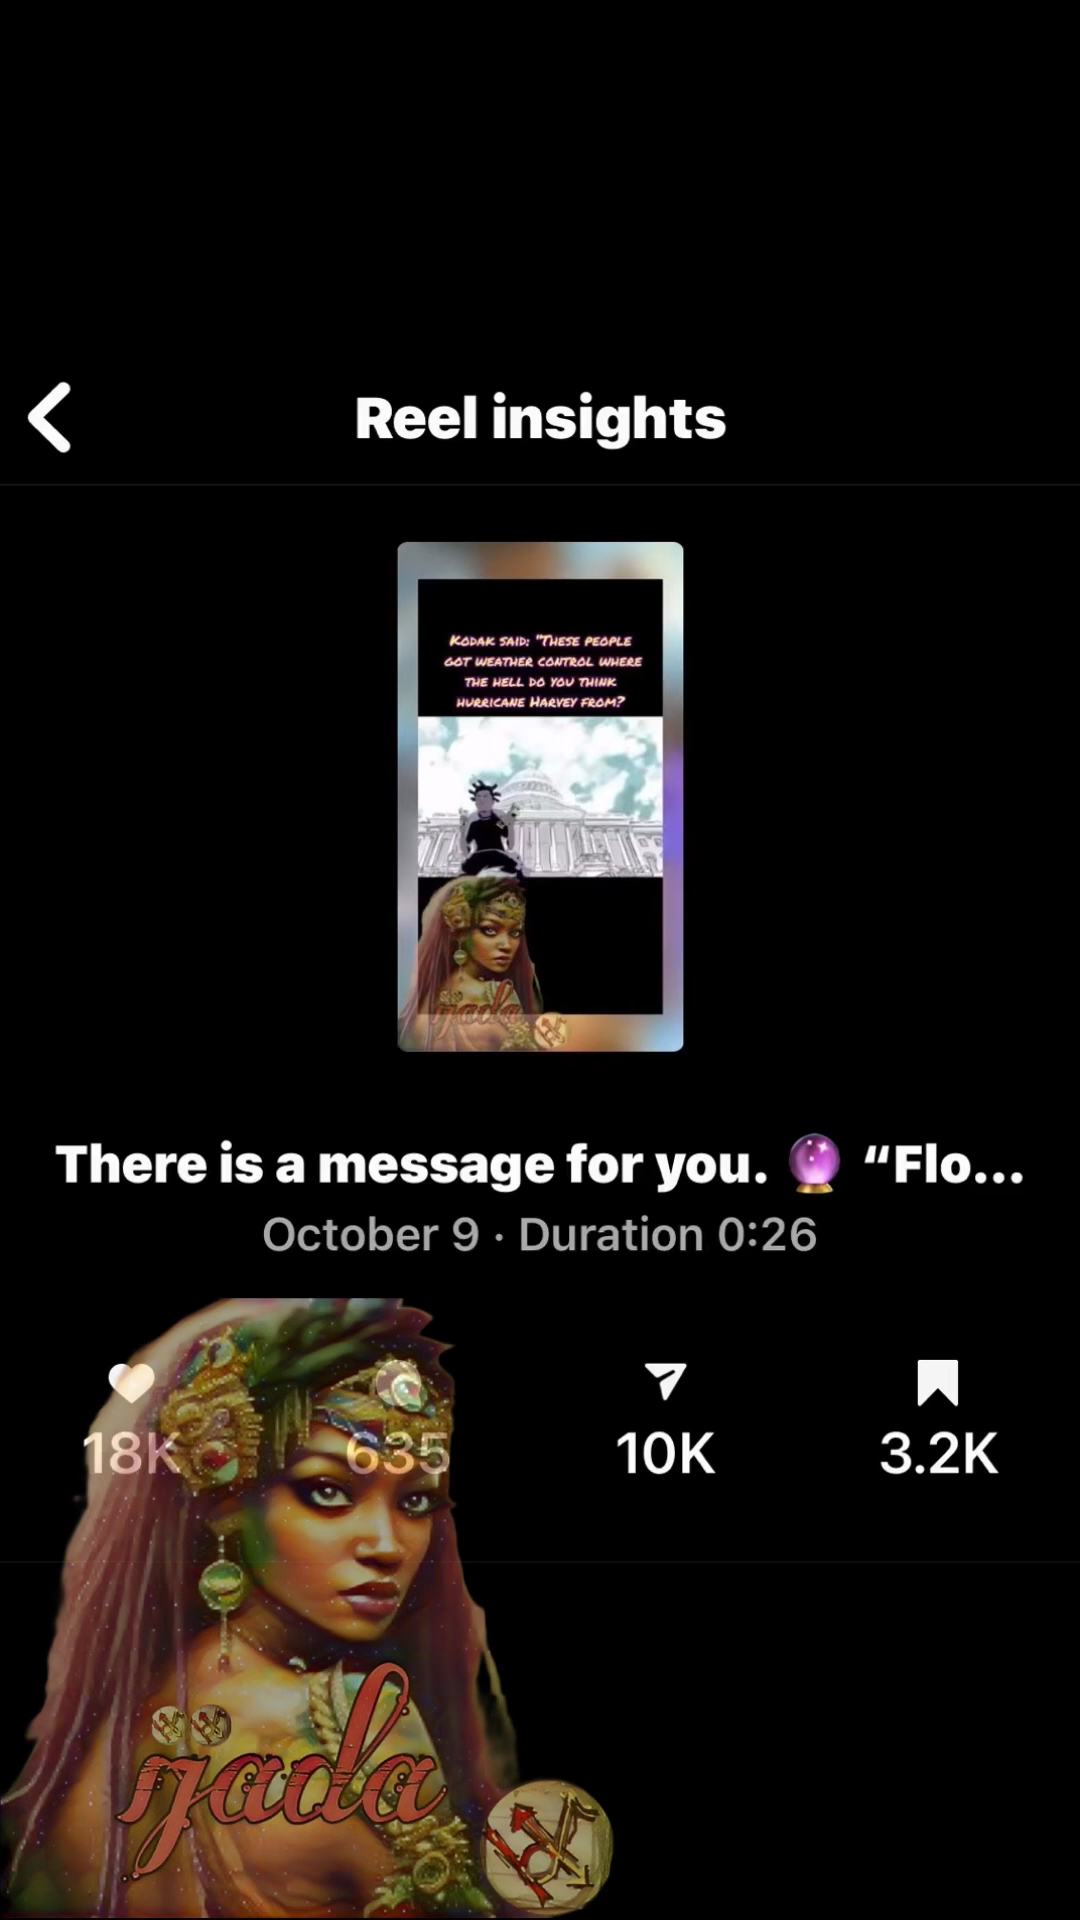 Reel insights
KODAK SAID: "THESE PEOPLE
GOT WEATHER CONTROL WHERE
THE HELL DO YOU THINK
HURRICANE HARVEY FROM?
jada
There is a message for you. 🔮 “Flo...
October 9 · Duration 0:26
18K
635
10K
3.2K
jada